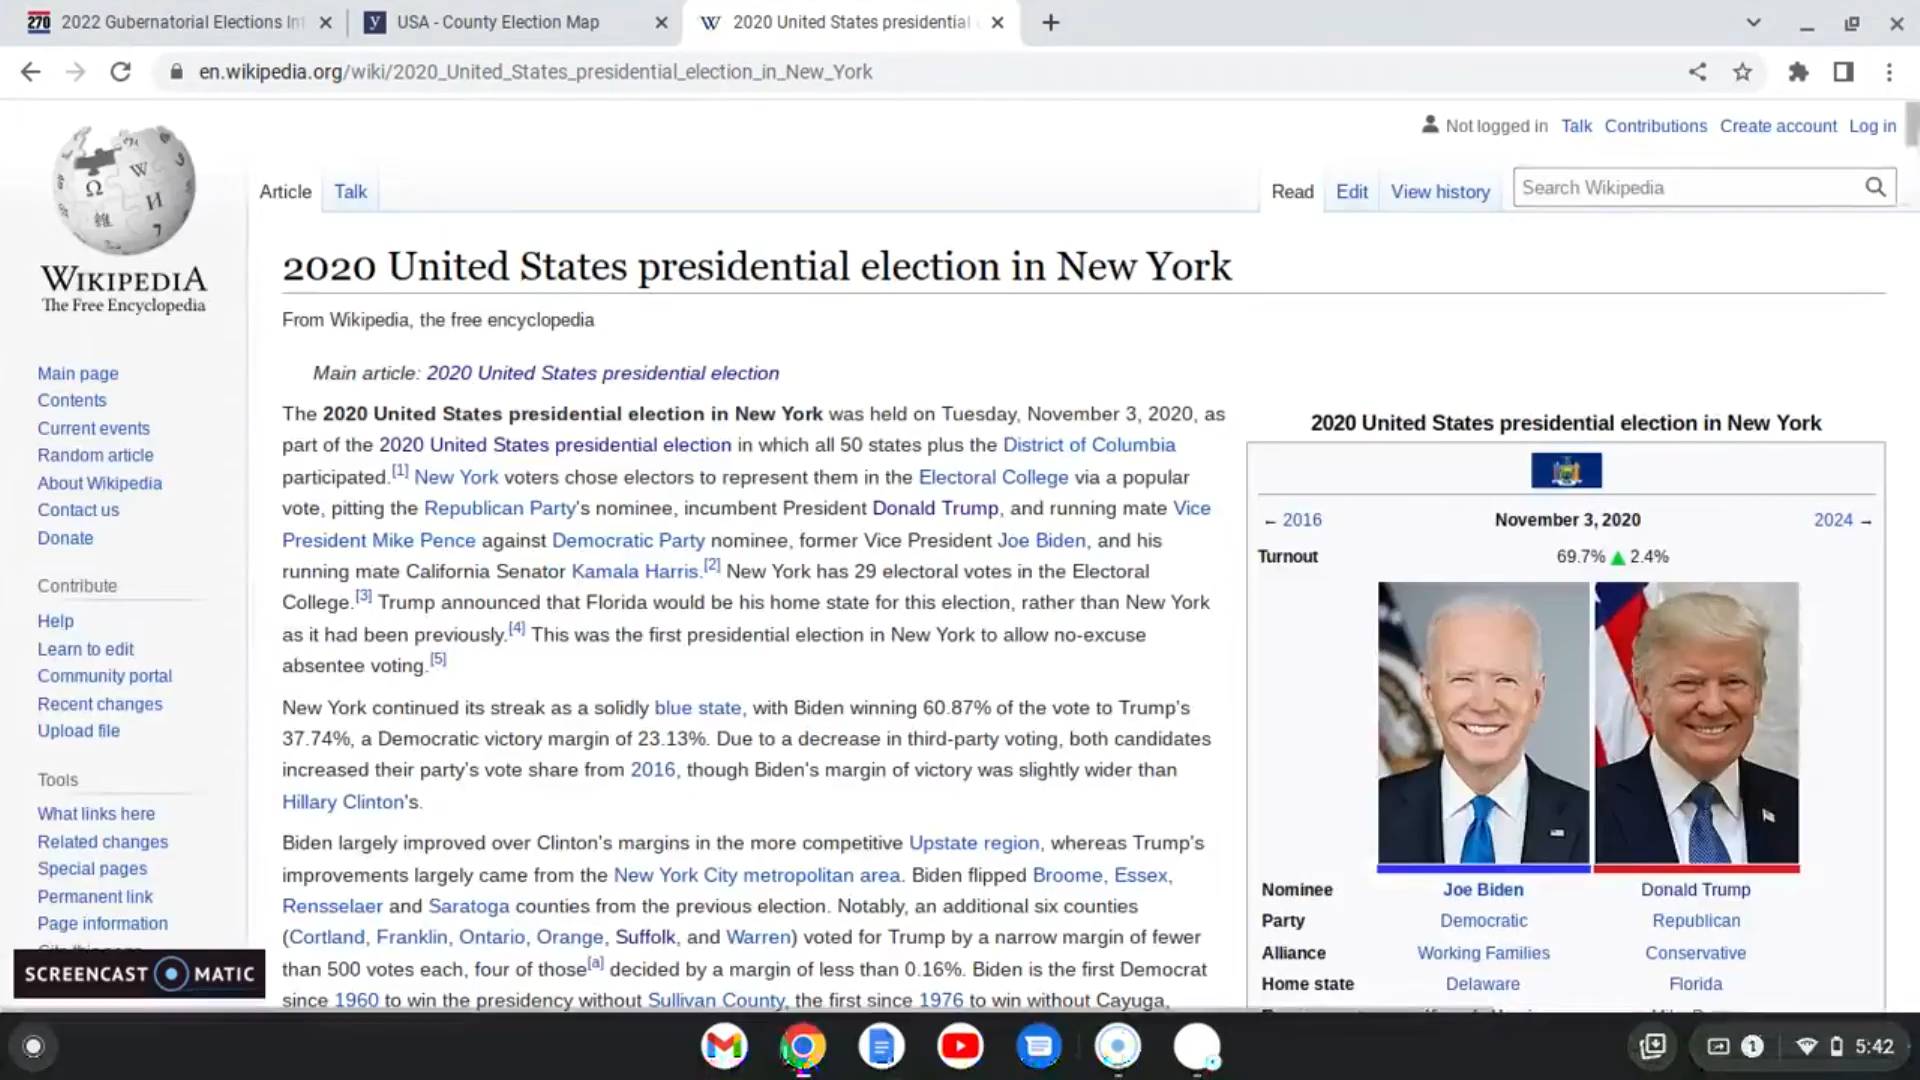 270 2022 Gubernatorial Elections Int
y USA - County Election Map
W 2020 United States presidential
en.wikipedia.org/wiki/2020_United_States_presidential_election_in_New_York
Not logged in Talk Contributions Create account Log in
Article Talk Read Edit View history Search Wikipedia
WIKIPEDIA
The Free Encyclopedia
Main page
Contents
Current events
Random article
About Wikipedia
Contact us
Donate
Contribute
Help
Learn to edit
Community portal
Recent changes
Upload file
Tools
What links here
Related changes
Special pages
Permanent link
Page information
SCREENCAST MATIC
2020 United States presidential election in New York
From Wikipedia, the free encyclopedia
Main article: 2020 United States presidential election
The 2020 United States presidential election in New York was held on Tuesday, November 3, 2020, as
part of the 2020 United States presidential election in which all 50 states plus the District of Columbia
participated.[1] New York voters chose electors to represent them in the Electoral College via a popular
vote, pitting the Republican Party's nominee, incumbent President Donald Trump, and running mate Vice
President Mike Pence against Democratic Party nominee, former Vice President Joe Biden, and his
running mate California Senator Kamala Harris.[2] New York has 29 electoral votes in the Electoral
College.[3] Trump announced that Florida would be his home state for this election, rather than New York
as it had been previously.[4] This was the first presidential election in New York to allow no-excuse
absentee voting.[5]
New York continued its streak as a solidly blue state, with Biden winning 60.87% of the vote to Trump's
37.74%, a Democratic victory margin of 23.13%. Due to a decrease in third-party voting, both candidates
increased their party's vote share from 2016, though Biden's margin of victory was slightly wider than
Hillary Clinton's.
Biden largely improved over Clinton's margins in the more competitive Upstate region, whereas Trump's
improvements largely came from the New York City metropolitan area. Biden flipped Broome, Essex,
Rensselaer and Saratoga counties from the previous election. Notably, an additional six counties
(Cortland, Franklin, Ontario, Orange, Suffolk, and Warren) voted for Trump by a narrow margin of fewer
than 500 votes each, four of those[a] decided by a margin of less than 0.16%. Biden is the first Democrat
since 1960 to win the presidency without Sullivan County, the first since 1976 to win without Cayuga,
2020 United States presidential election in New York
← 2016 November 3, 2020 2024 →
Turnout 69.7% ▲ 2.4%
Nominee Joe Biden Donald Trump
Party Democratic Republican
Alliance Working Families Conservative
Home state Delaware Florida
1 5:42